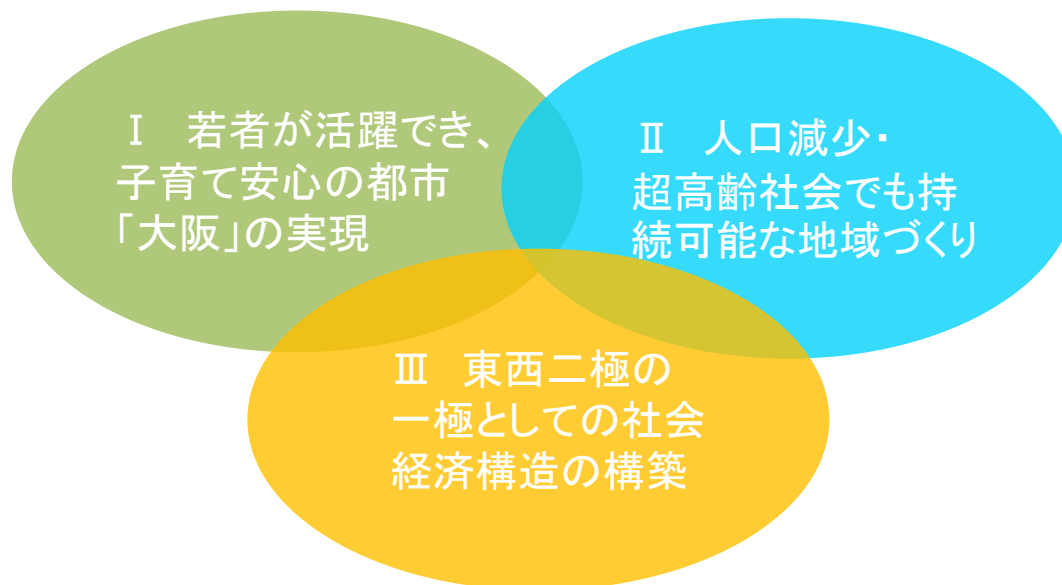 Ⅰ　若者が活躍でき、
子育て安心の都市
「大阪」の実現
Ⅱ　人口減少・
超高齢社会でも持
続可能な地域づくり
Ⅲ　東西二極の
一極としての社会
経済構造の構築